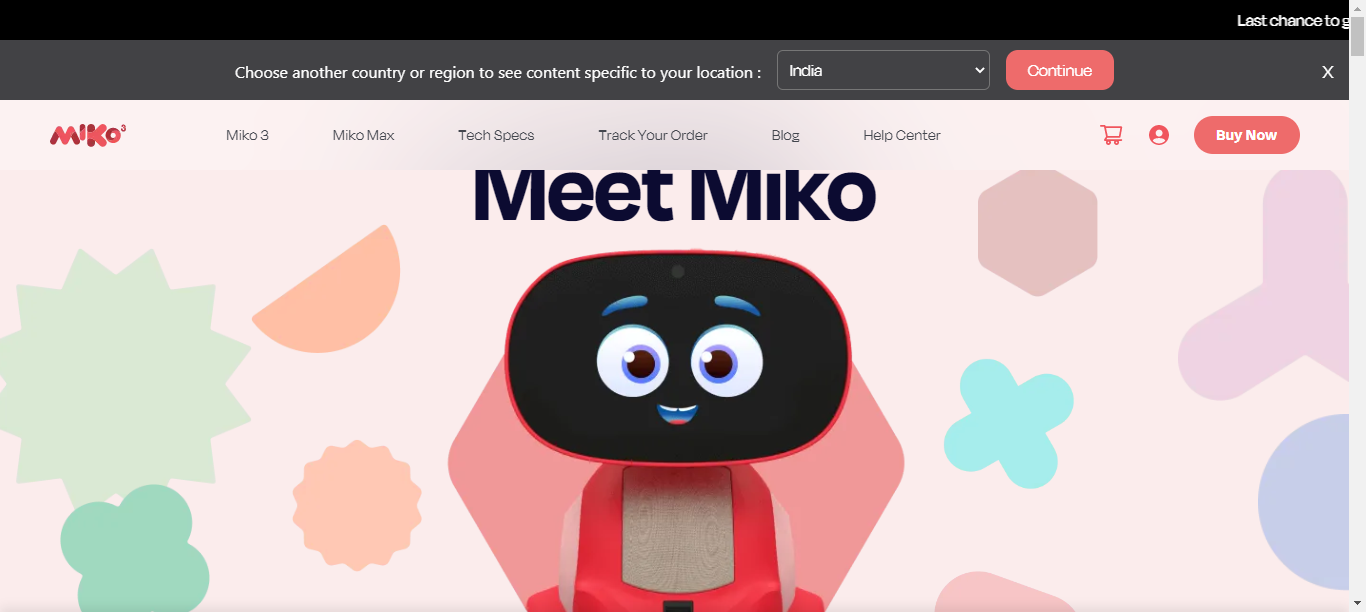 Last chance to g
Choose another country or region to see content specific to your location :
India
Continue
X
MIKO3
Miko 3
Miko Max
Tech Specs
Track Your Order
Blog
Help Center
Buy Now
Meet Miko